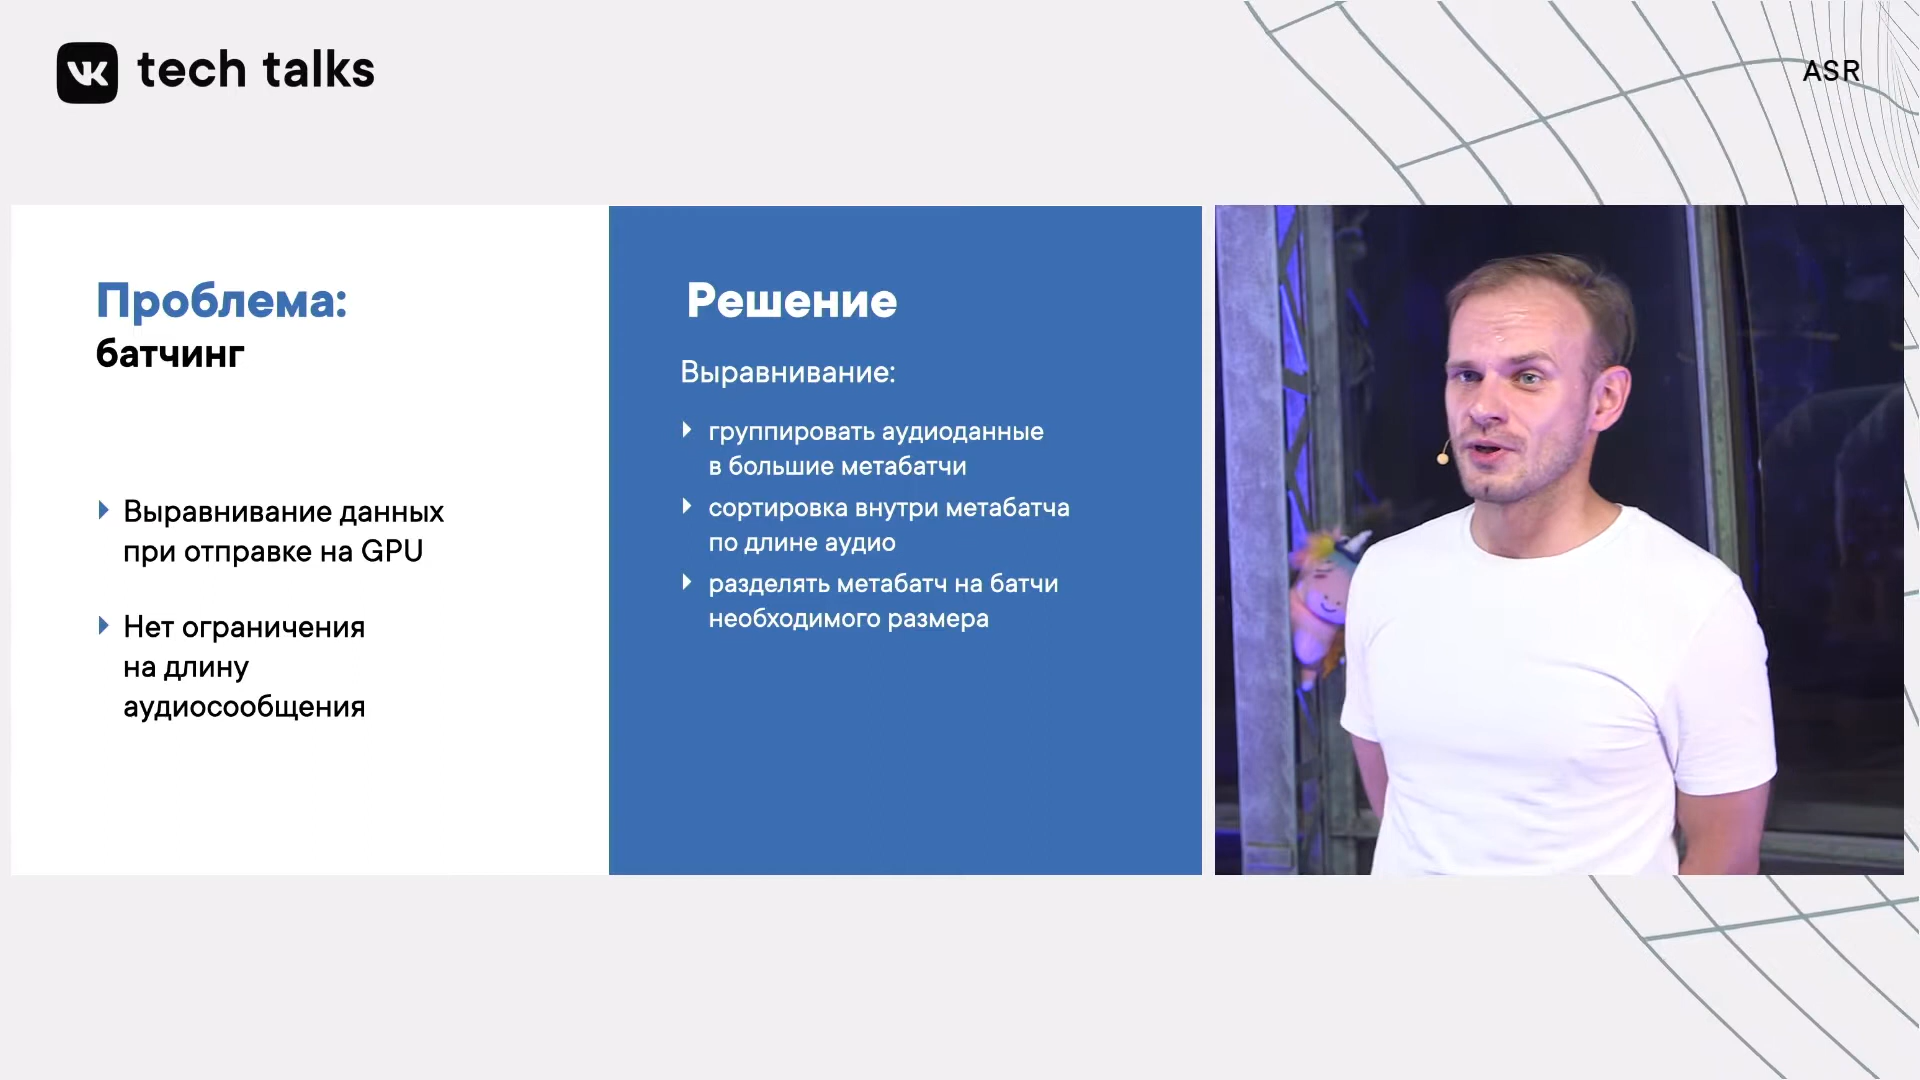 VK tech talks
ASR
Проблема:
батчинг
Выравнивание данных
при отправке на GPU
Нет ограничения
на длину
аудиосообщения
Решение
Выравнивание:
группировать аудиоданные
в большие метабатчи
сортировка внутри метабатча
по длине аудио
разделять метабатч на батчи
необходимого размера